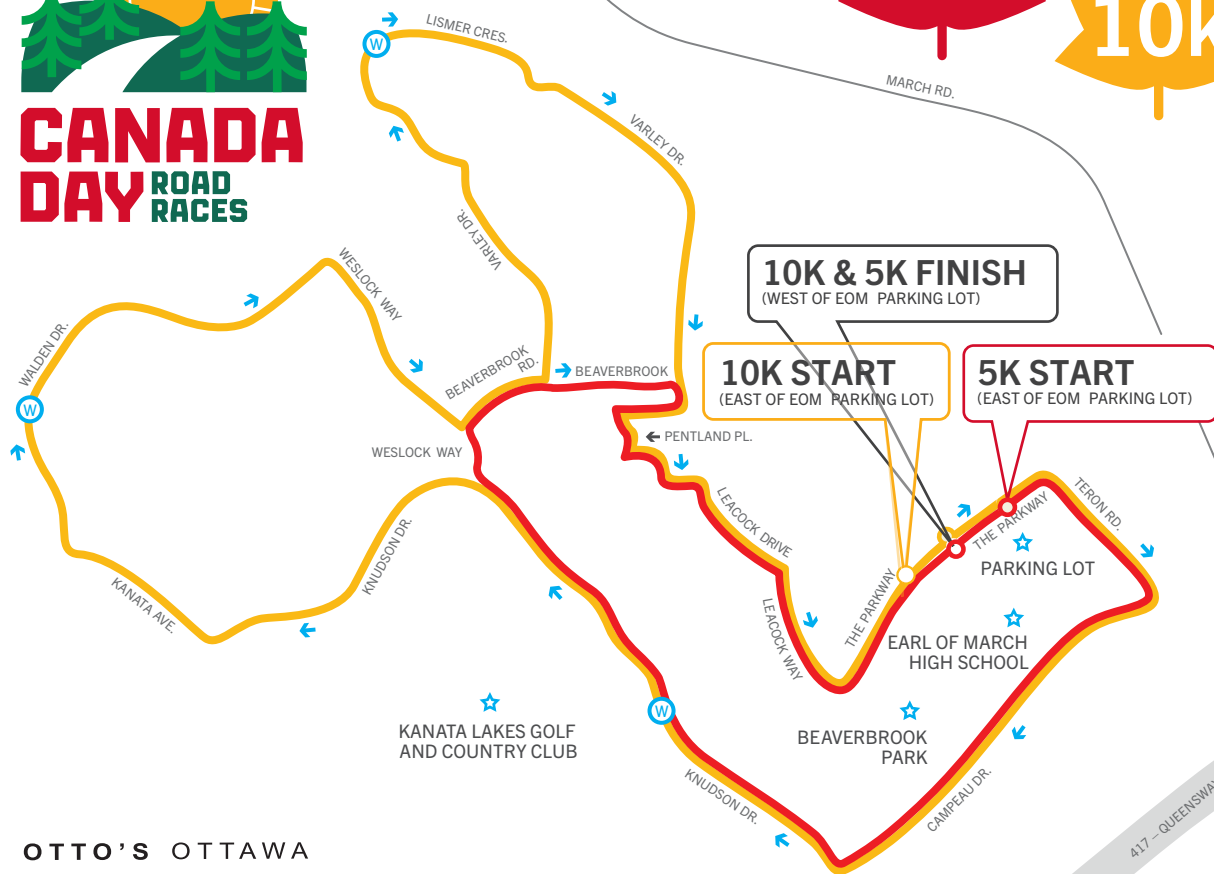 LISMER CRES.
W
10K
MARCH RD.
CANADA
DAY ROAD
RACES
VARLEY DR.
VARLEY DR.
WESLOCK WAY
10K & 5K FINISH
(WEST OF EOM PARKING LOT)
WALDEN DR.
BEAVERBROOK
RD.
BEAVERBROOK
10K START
(EAST OF EOM PARKING LOT)
5K START
(EAST OF EOM PARKING LOT)
W
WESLOCK WAY
PENTLAND PL.
LEACOCK DRIVE
THE PARKWAY
TERON RD.
KNUDSON DR.
PARKING LOT
KANATA AVE.
LEACOCK WAY
THE PARKWAY
EARL OF MARCH
HIGH SCHOOL
W
KANATA LAKES GOLF
AND COUNTRY CLUB
BEAVERBROOK
PARK
KNUDSON DR.
CAMPEAU DR.
417 – QUEENSWAY
OTTO'S OTTAWA